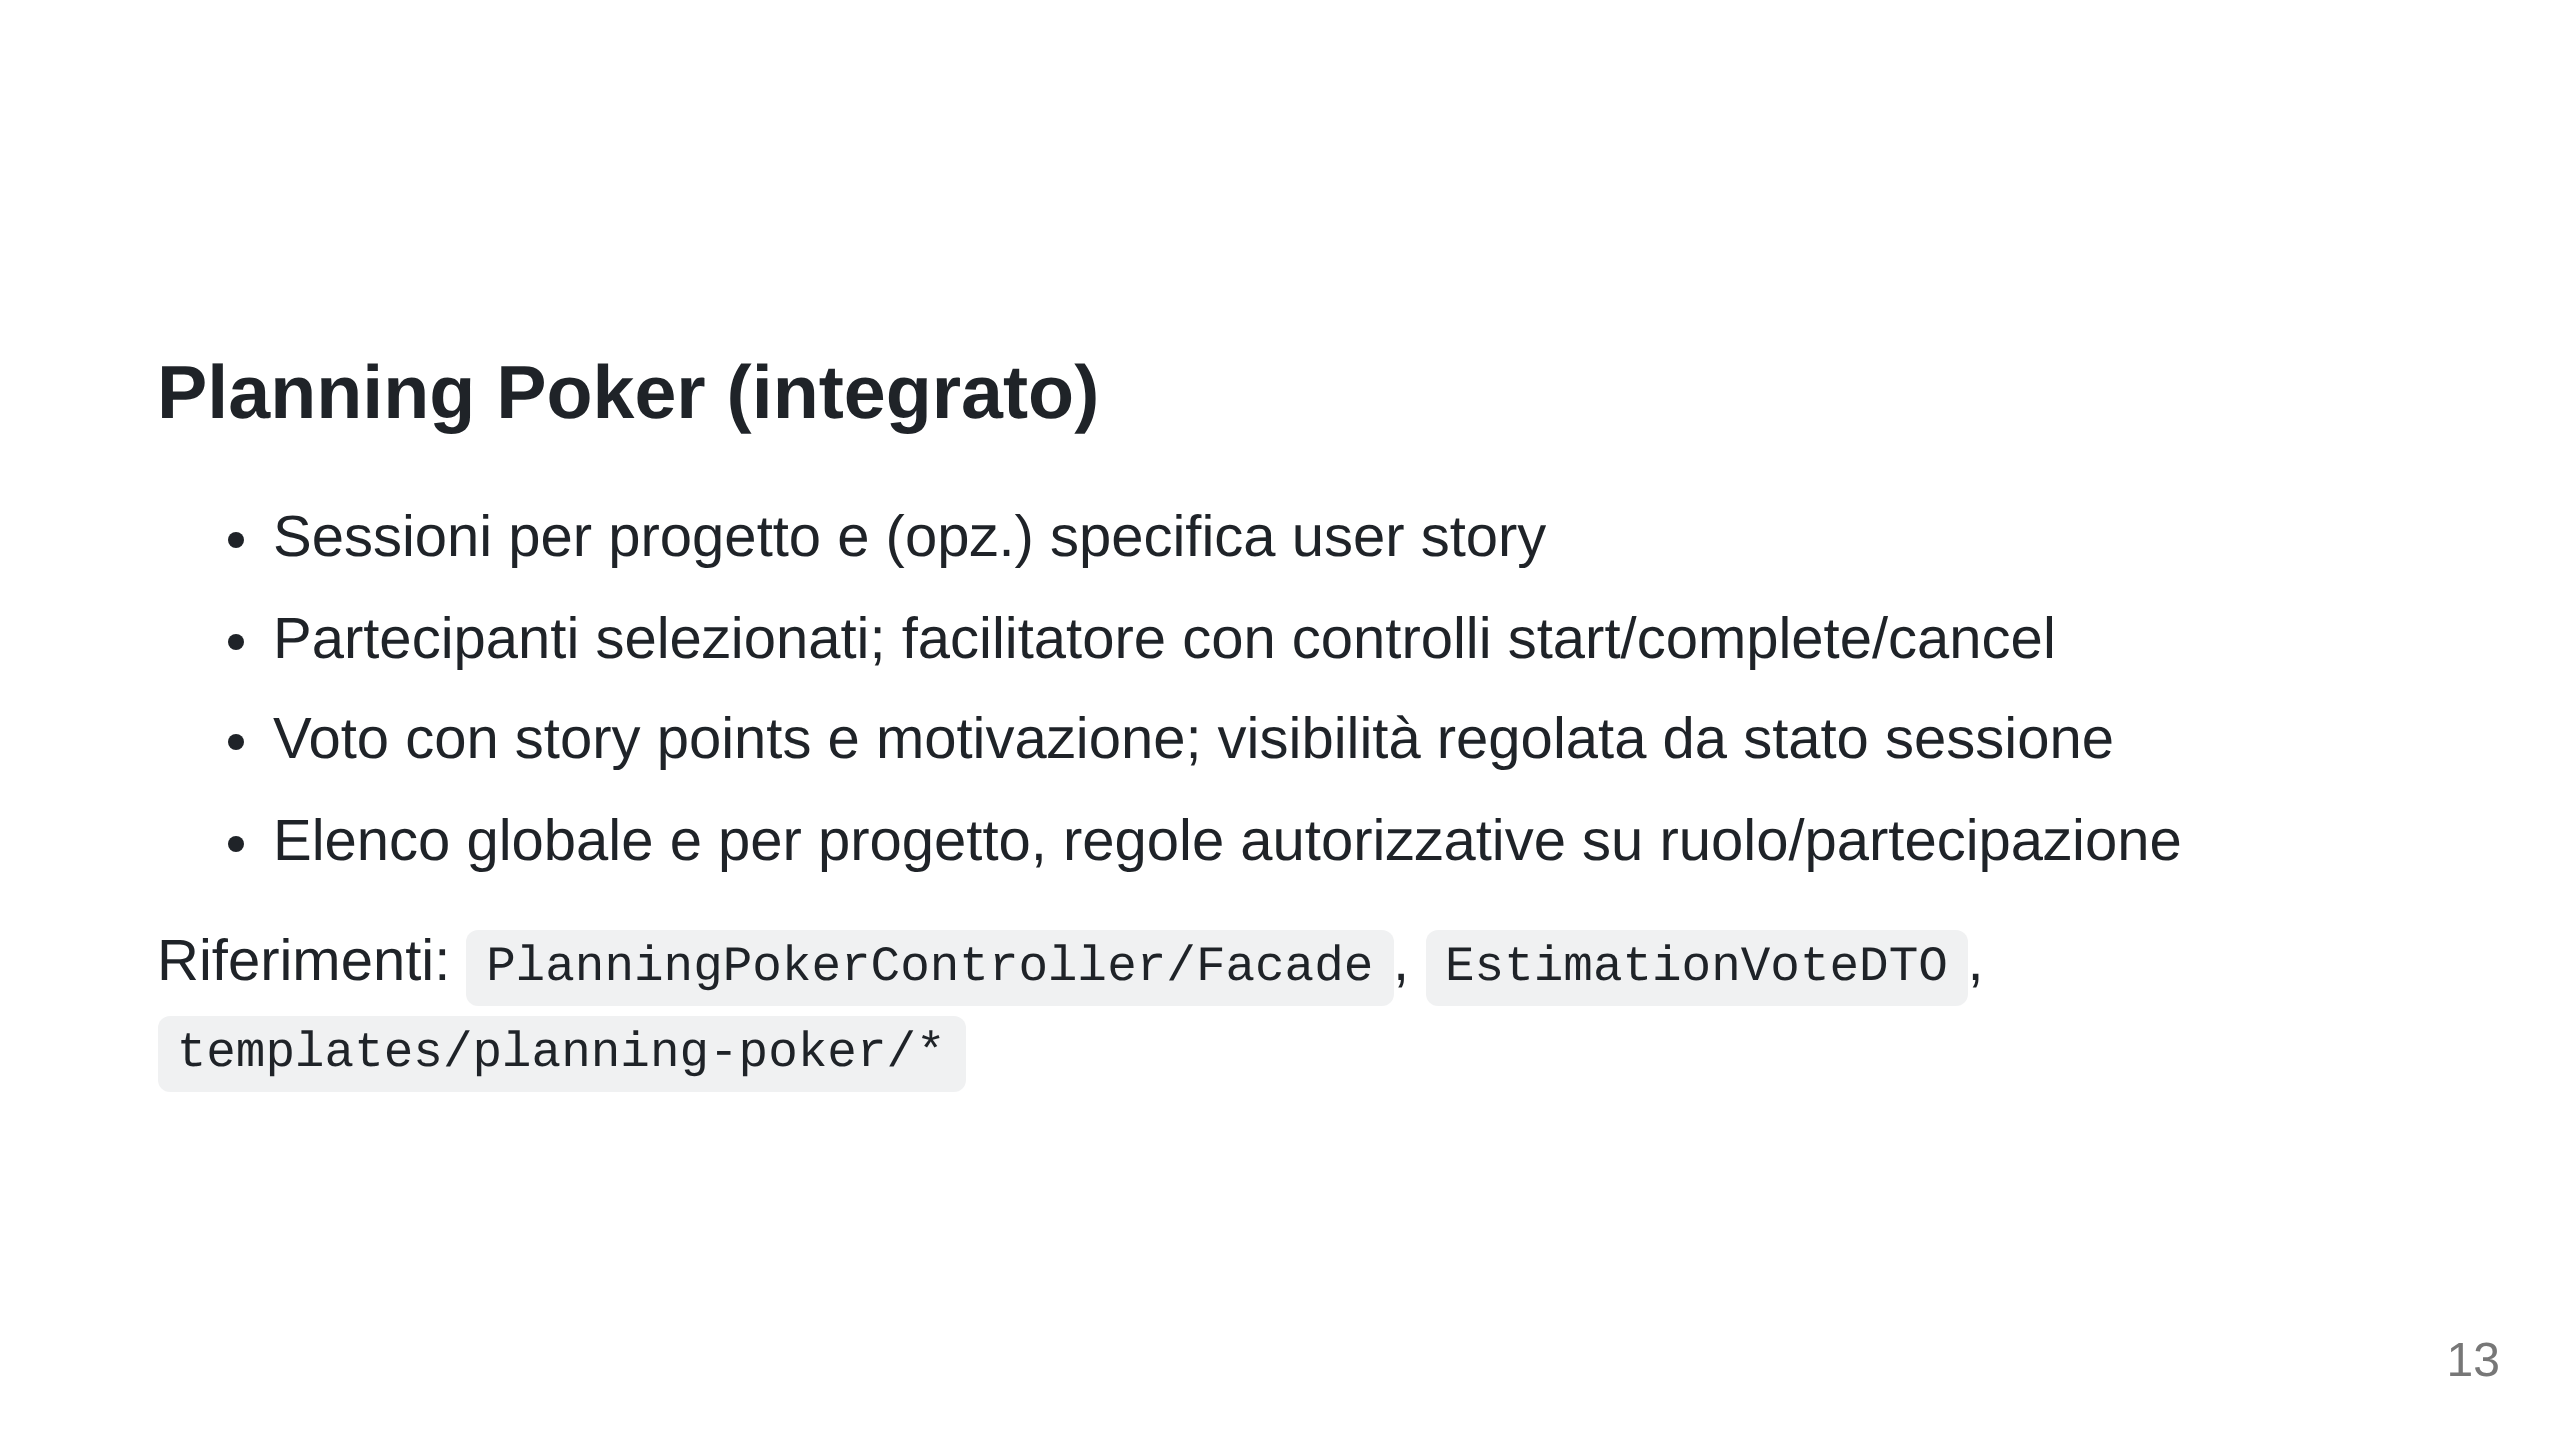 Planning Poker (integrato)
• Sessioni per progetto e (opz.) specifica user story
• Partecipanti selezionati; facilitatore con controlli start/complete/cancel
• Voto con story points e motivazione; visibilità regolata da stato sessione
• Elenco globale e per progetto, regole autorizzative su ruolo/partecipazione
Riferimenti: PlanningPokerController/Facade, EstimationVoteDTO,
templates/planning-poker/*
13